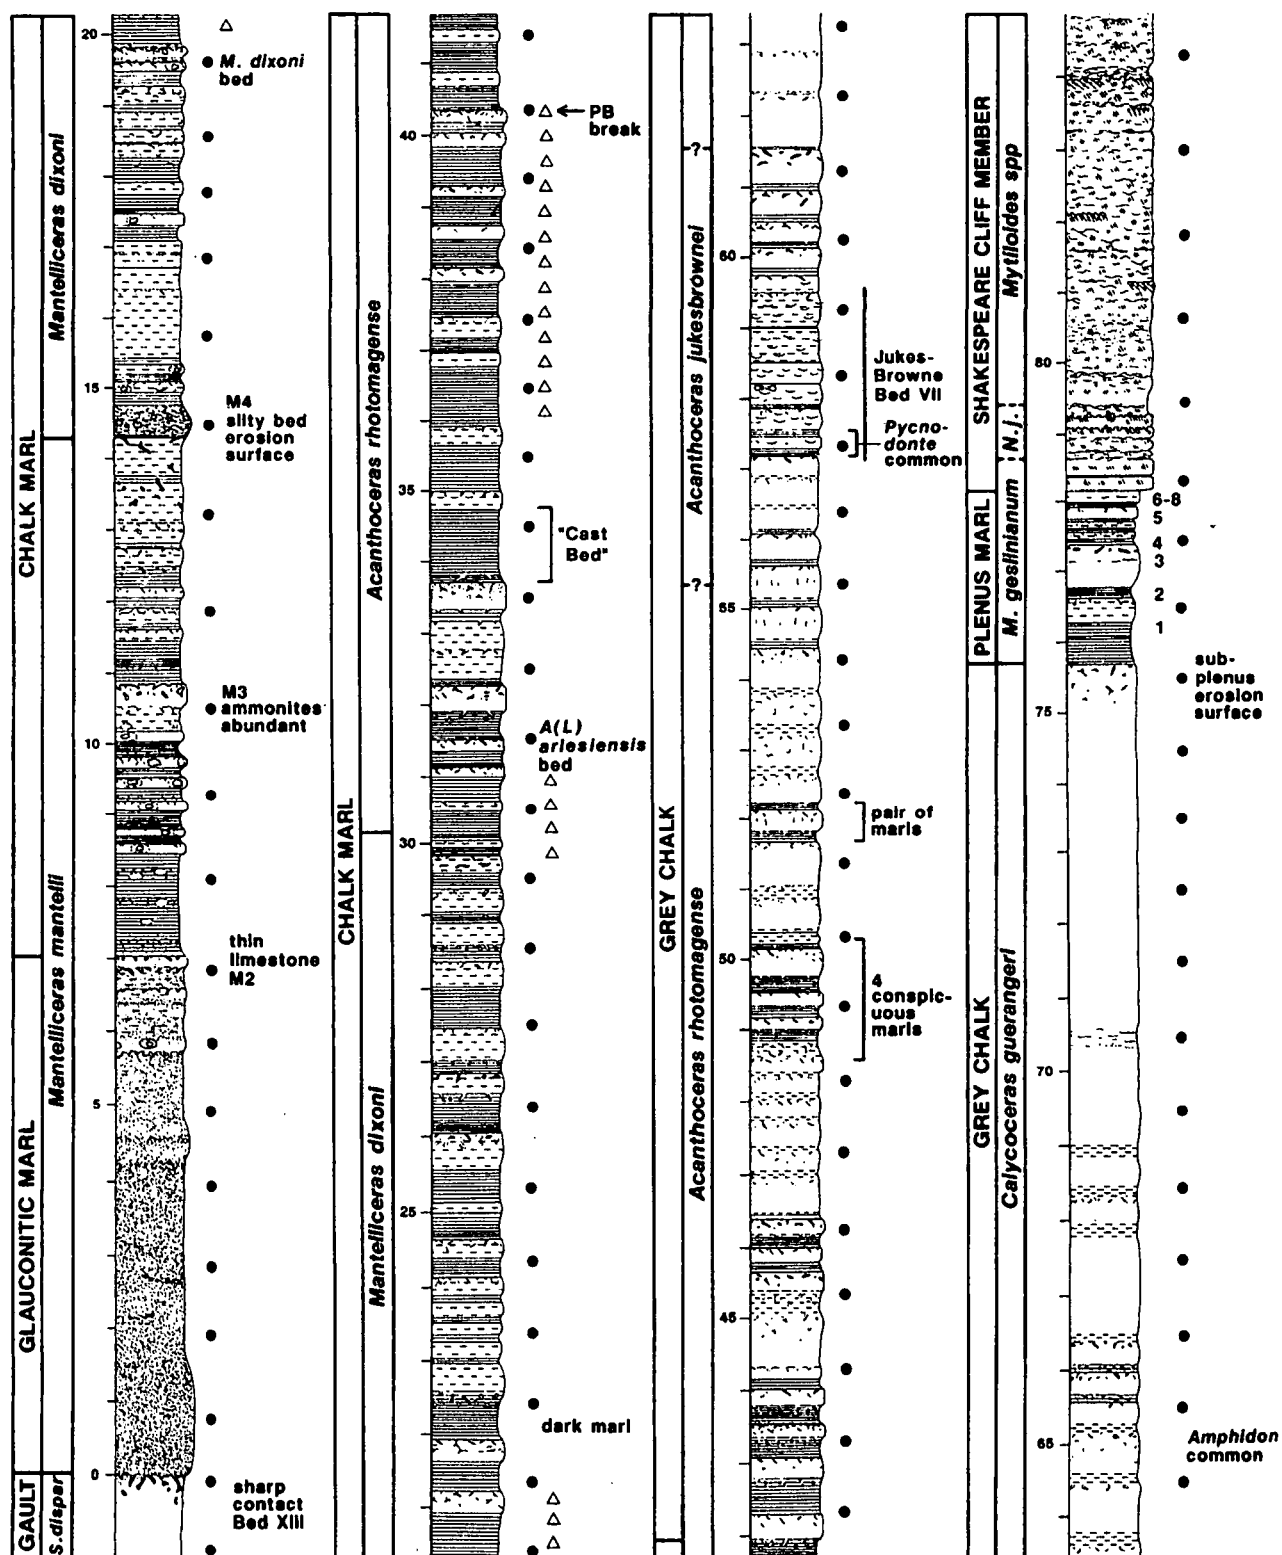 20
M. dixoni
bed
Mantelliceras dixoni
15
M4
silty bed
erosion
surface
CHALK MARL
M3
ammonites
abundant
10
Mantelliceras mantelli
thin
limestone
M2
5
GLAUCONITIC MARL
0
sharp
contact
Bed XIII
GAULT
S.dispar
40
PB
break
Acanthoceras rhotomagense
35
"Cast
Bed"
A(L)
arlesiensis
bed
CHALK MARL
30
Mantelliceras dixoni
25
dark marl
?
60
Acanthoceras jukesbrownei
Jukes-
Browne
Bed VII
Pycno-
donte
common
?
55
pair of
marls
GREY CHALK
50
4
conspic-
uous
marls
Acanthoceras rhotomagense
45
SHAKESPEARE CLIFF MEMBER
Mytiloides spp
80
N.j.
6-8
5
4
3
2
1
PLENUS MARL
M. geslinianum
sub-
plenus
erosion
surface
75
70
GREY CHALK
Calycoceras guerangeri
65
Amphidon
common